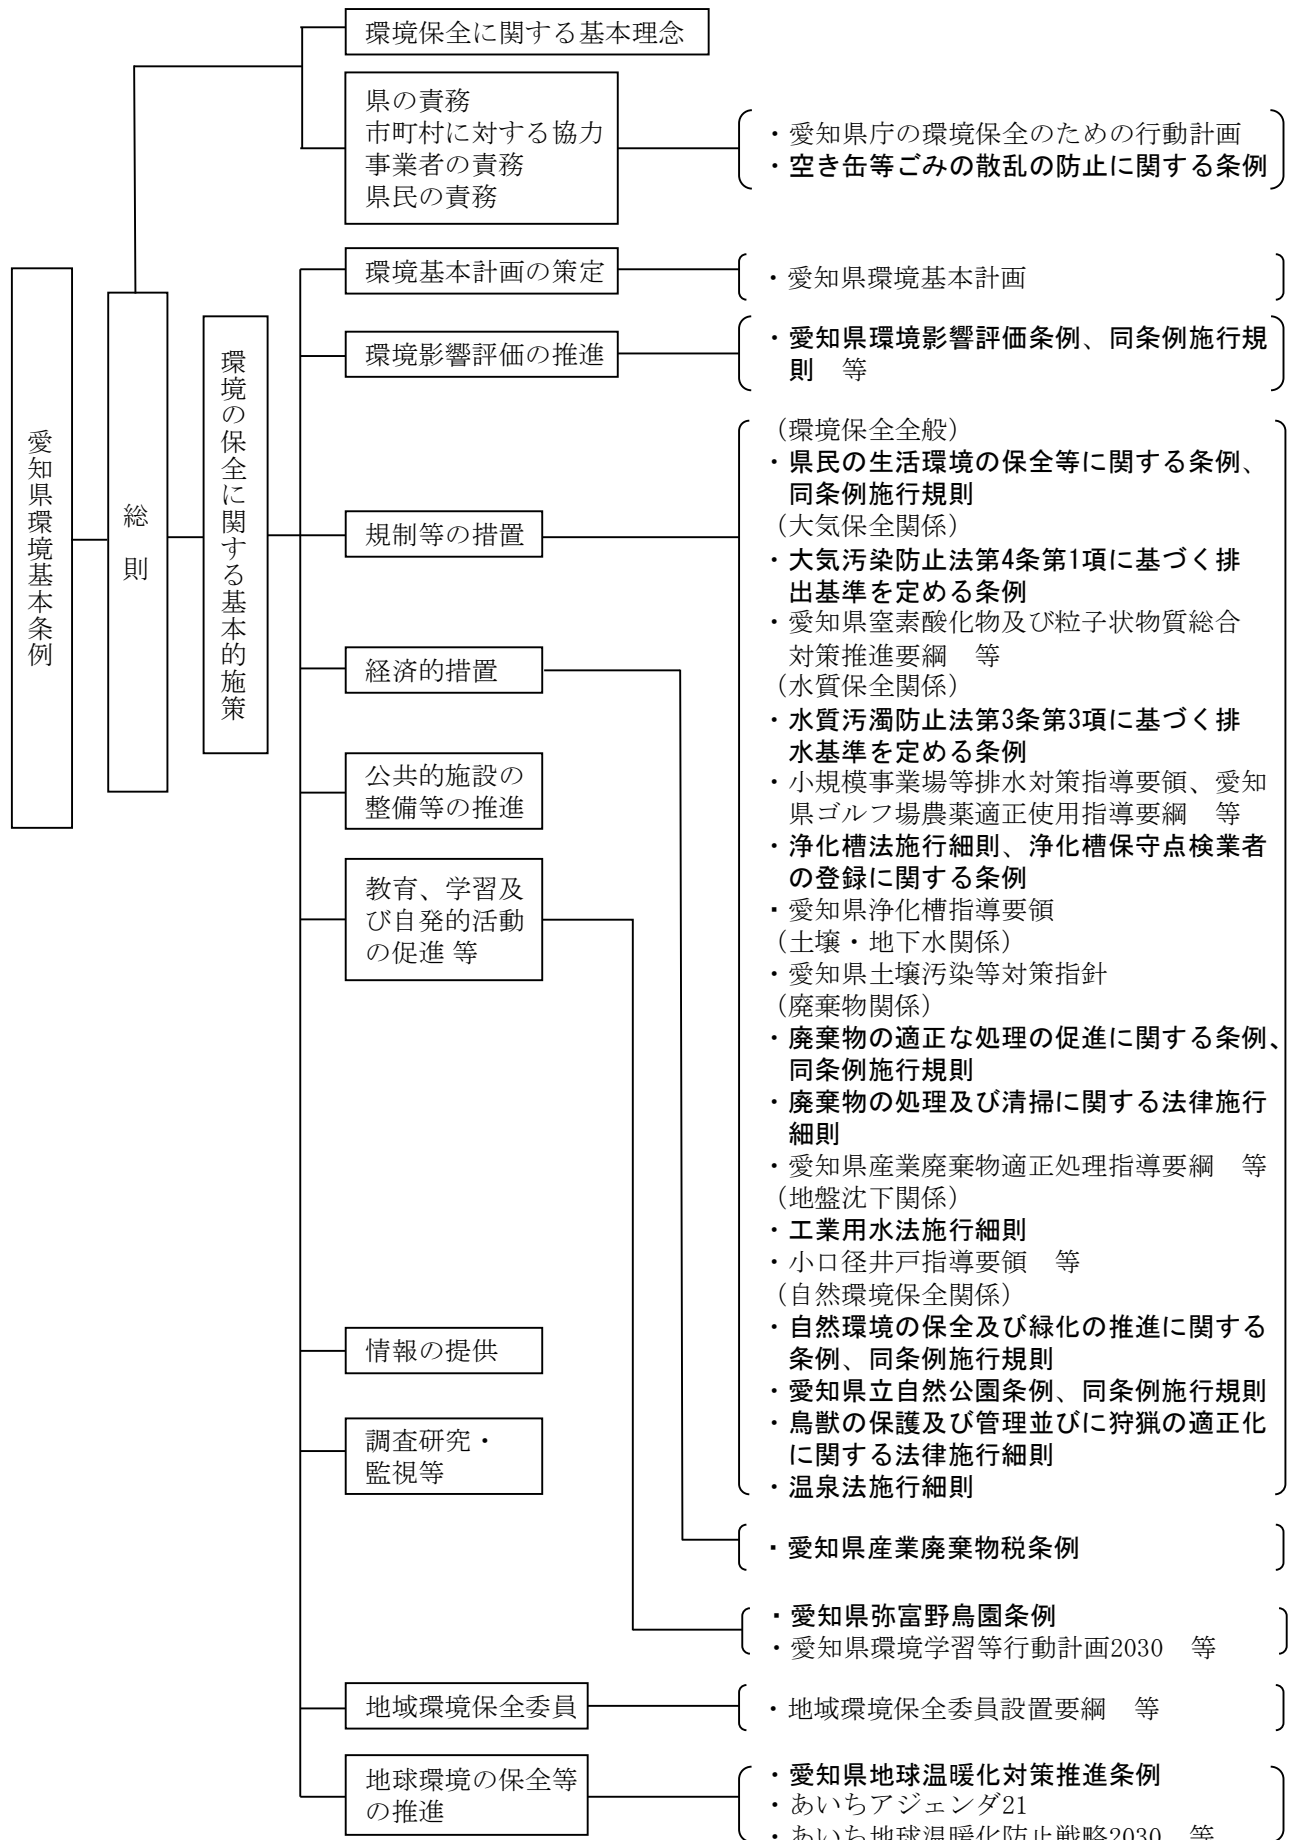 愛知県環境基本条例
総則
環境の保全に関する基本的施策
環境保全に関する基本理念
県の責務
市町村に対する協力
事業者の責務
県民の責務
・愛知県庁の環境保全のための行動計画
・空き缶等ごみの散乱の防止に関する条例
環境基本計画の策定
・愛知県環境基本計画
環境影響評価の推進
・愛知県環境影響評価条例、同条例施行規
則　等
規制等の措置
(環境保全全般)
・県民の生活環境の保全等に関する条例、
同条例施行規則
(大気保全関係)
・大気汚染防止法第4条第1項に基づく排
出基準を定める条例
・愛知県窒素酸化物及び粒子状物質総合
対策推進要綱　等
(水質保全関係)
・水質汚濁防止法第3条第3項に基づく排
水基準を定める条例
・小規模事業場等排水対策指導要領、愛知
県ゴルフ場農薬適正使用指導要綱　等
・浄化槽法施行細則、浄化槽保守点検業者
の登録に関する条例
・愛知県浄化槽指導要領
(土壌・地下水関係)
・愛知県土壌汚染等対策指針
(廃棄物関係)
・廃棄物の適正な処理の促進に関する条例、
同条例施行規則
・廃棄物の処理及び清掃に関する法律施行
細則
・愛知県産業廃棄物適正処理指導要綱　等
(地盤沈下関係)
・工業用水法施行細則
・小口径井戸指導要領　等
(自然環境保全関係)
・自然環境の保全及び緑化の推進に関する
条例、同条例施行規則
・愛知県立自然公園条例、同条例施行規則
・鳥獣の保護及び管理並びに狩猟の適正化
に関する法律施行細則
・温泉法施行細則
経済的措置
・愛知県産業廃棄物税条例
公共的施設の
整備等の推進
教育、学習及
び自発的活動
の促進 等
・愛知県弥富野鳥園条例
・愛知県環境学習等行動計画2030　等
情報の提供
調査研究・
監視等
地域環境保全委員
・地域環境保全委員設置要綱　等
地球環境の保全等
の推進
・愛知県地球温暖化対策推進条例
・あいちアジェンダ21
・あいち地球温暖化防止戦略2030　等